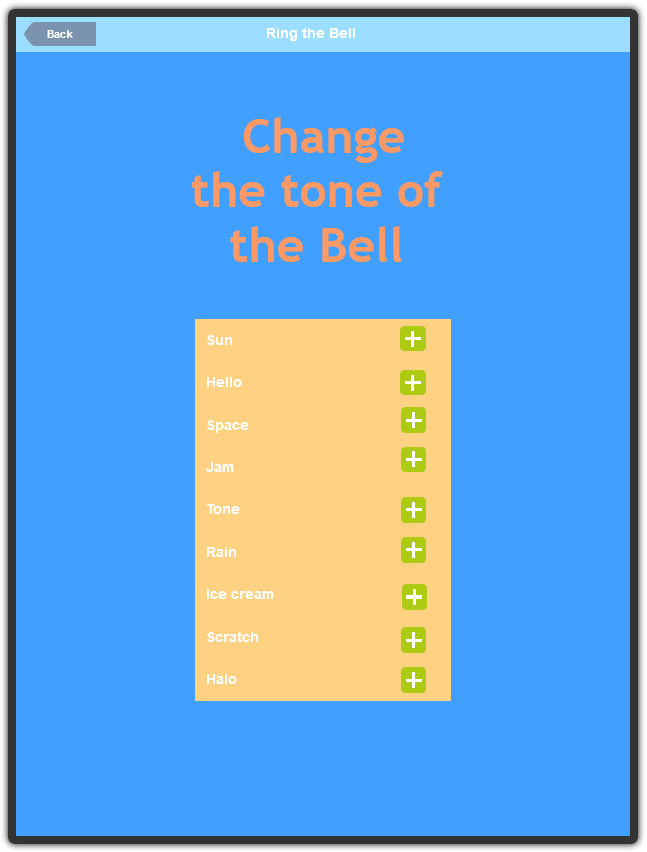 Back
Ring the Bell
Change
the tone of
the Bell
Sun
Hello
Space
Jam
Tone
Rain
Ice cream
Scratch
Halo